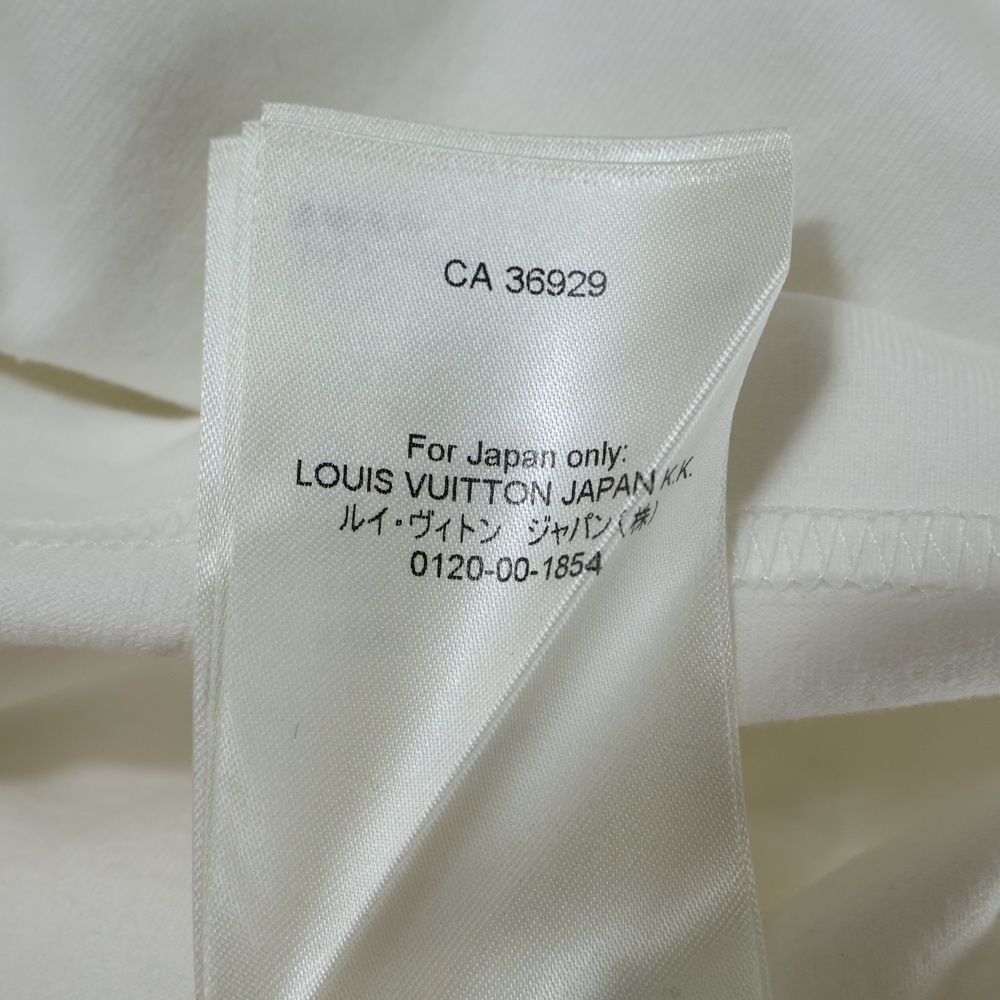 CA 36929
For Japan only:
LOUIS VUITTON JAPAN K.K.
ルイ・ヴィトン　ジャパン(株)
0120-00-1854